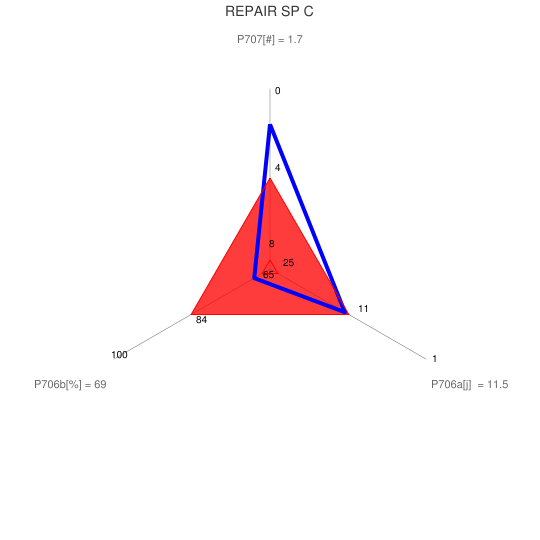 REPAIR SP C
P707[#] = 1.7
0
4
8
25
65
11
84
100
1
P706b[%] = 69
P706a[j]  = 11.5